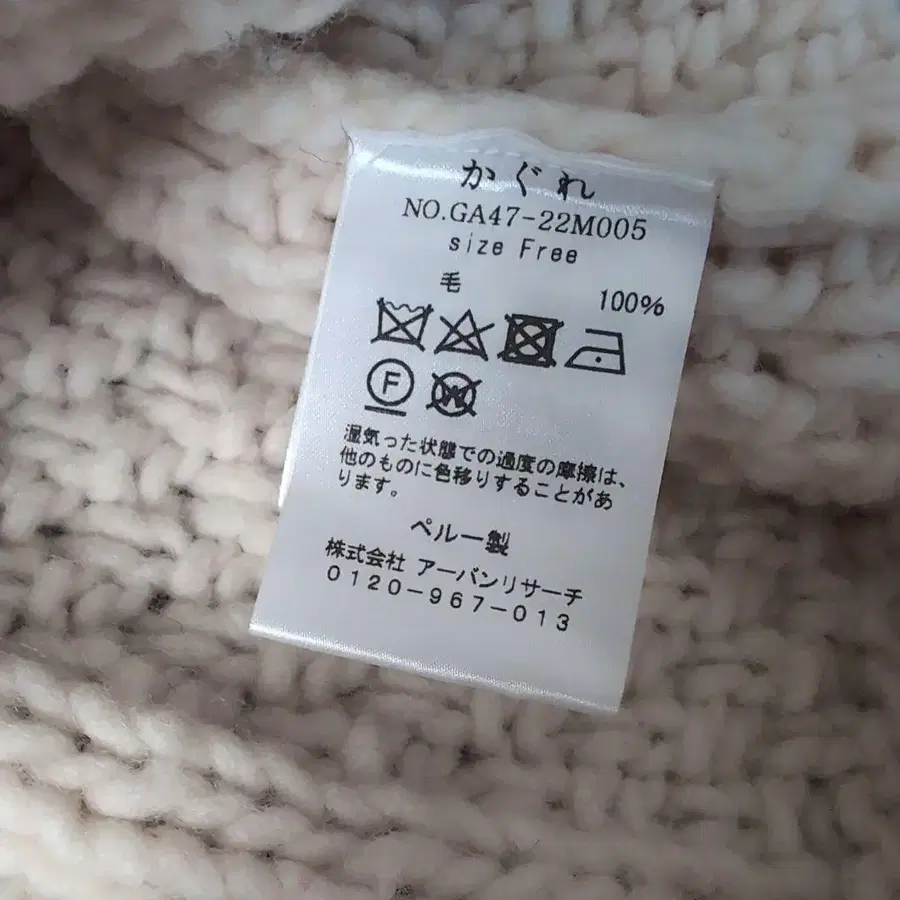 かぐれ
NO.GA47-22M005
size Free
毛 100%
F W
湿気った状態での過度の摩擦は、
他のものに色移りすることがあ
ります。
ペルー製
株式会社 アーバンリサーチ
0120-967-013